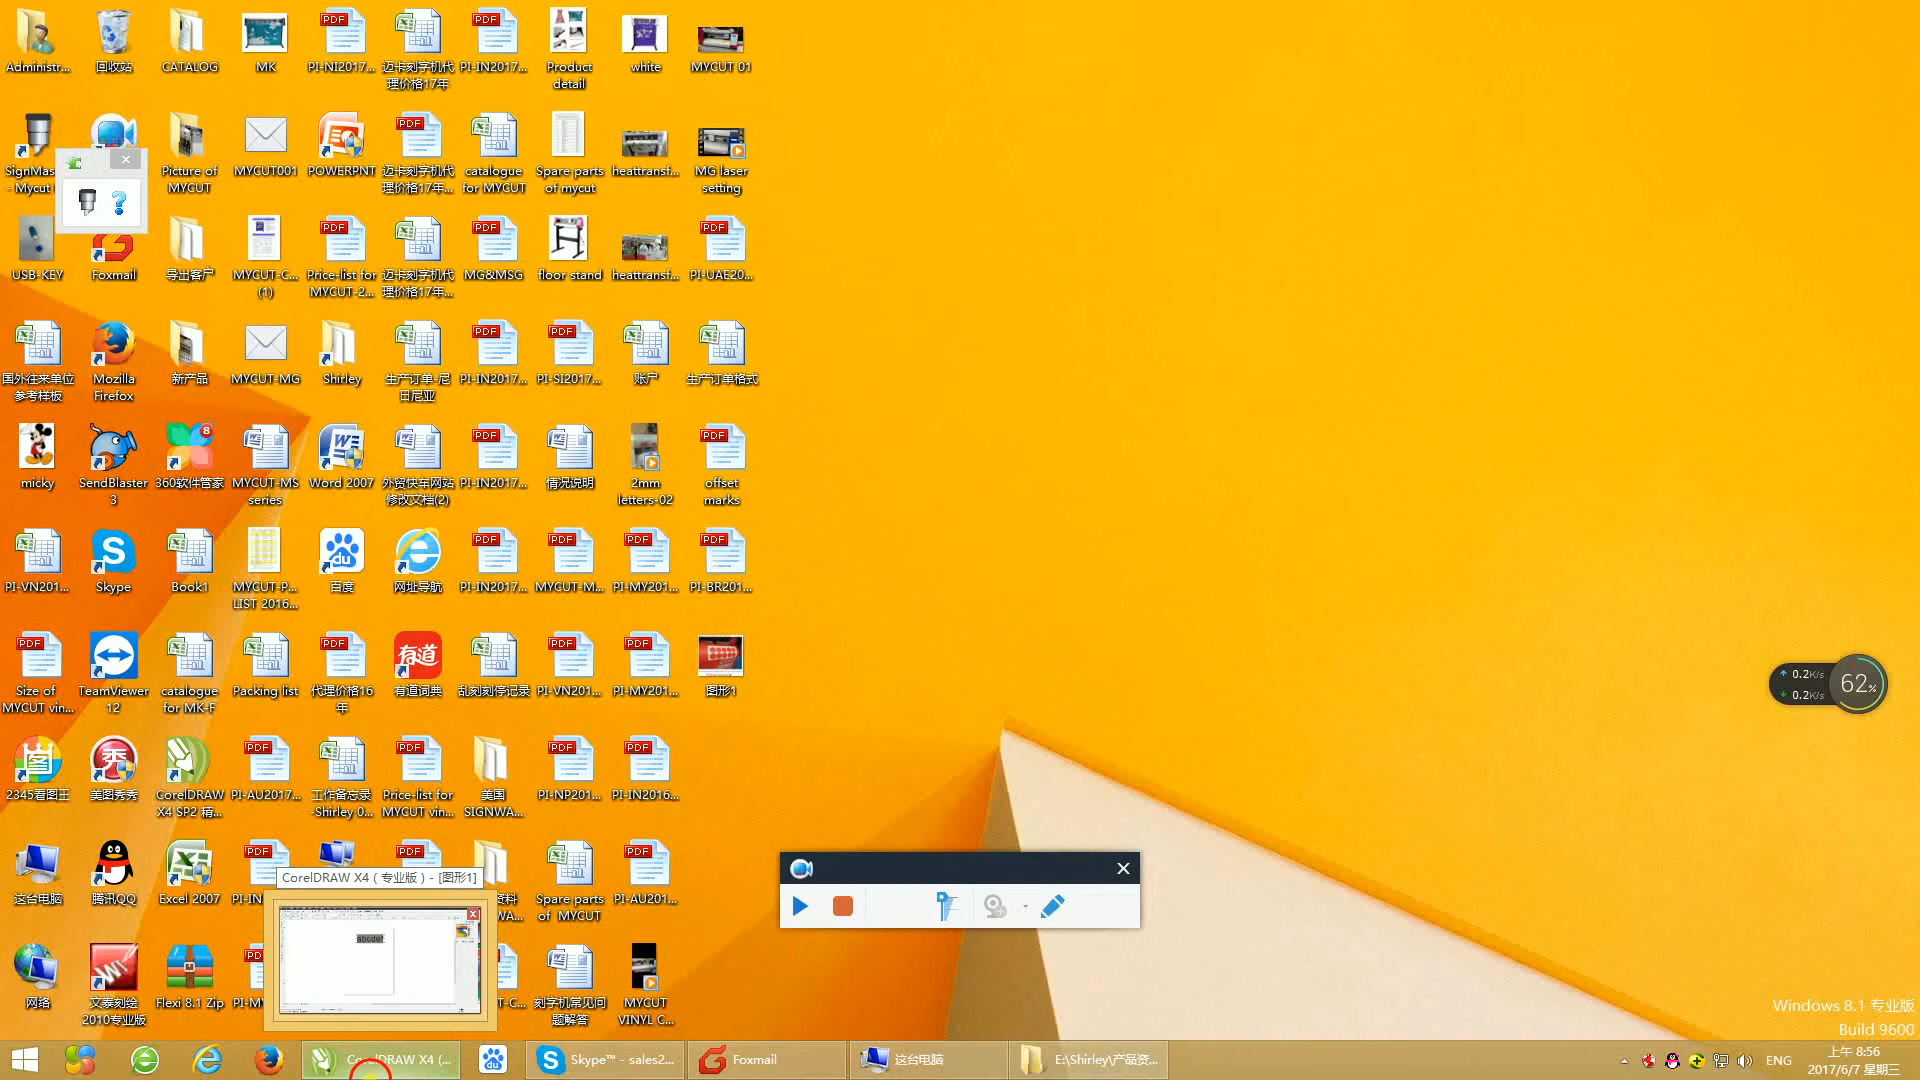 Administr...
回收站
CATALOG
MK
PI-NI2017...
迈卡刻字机代
理价格17年
PI-IN2017...
Product
detail
white
MYCUT 01
SignMas
- Mycut
Picture of
MYCUT
MYCUT001
POWERPNT
迈卡刻字机代
理价格17年...
catalogue
for MYCUT
Spare parts
of mycut
heattransf...
MG laser
setting
USB-KEY
Foxmail
导出客户
MYCUT-C...
(1)
Price-list for
MYCUT-2...
迈卡刻字机代
理价格17年...
MG&MSG
floor stand
heattransf...
PI-UAE20...
国外往来单位
参考样板
Mozilla
Firefox
新产品
MYCUT-MG
Shirley
生产订单-尼
日尼亚
PI-IN2017...
PI-SI2017...
账户
生产订单格式
micky
SendBlaster
3
360软件管家
MYCUT-MS
series
Word 2007
外贸快车网站
修改文档(2)
PI-IN2017...
情况说明
2mm
letters-02
offset
marks
PI-VN201...
Skype
Book1
MYCUT-P...
LIST 2016...
百度
网址导航
PI-IN2017...
MYCUT-M...
PI-MY201...
PI-BR201...
Size of
MYCUT vin...
TeamViewer
12
catalogue
for MK-F
Packing list
代理价格16
年
有道词典
乱刻刻停记录
PI-VN201...
PI-MY201...
图形1
0.2K/s
0.2K/s
62%
2345看图王
美图秀秀
CorelDRAW
X4 SP2 精...
PI-AU2017...
工作备忘录
-Shirley 0...
Price-list for
MYCUT vin...
美国
SIGNWA...
PI-NP201...
PI-IN2016...
这台电脑
腾讯QQ
Excel 2007
PI-IN
CorelDRAW X4 ( 专业版 ) - [图形1]
资料
WA...
Spare parts
of MYCUT
PI-AU201...
abcdef
网络
文泰刻绘
2010专业版
Flexi 8.1 Zip
PI-MY
T-C...
刻字机常见问
题解答
MYCUT
VINYL C...
Windows 8.1 专业版
Build 9600
CorelDRAW X4 (...
Skype™ - sales2...
Foxmail
这台电脑
E:\Shirley\产品资...
ENG
上午 8:56
2017/6/7 星期三